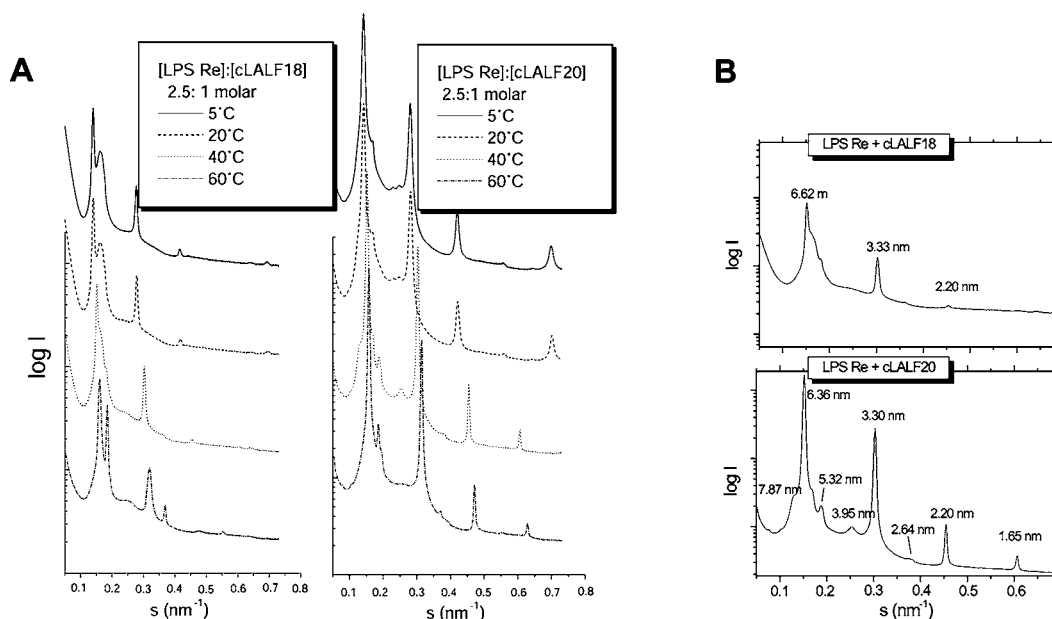 A
[LPS Re]:[cLALF18]
2.5: 1 molar
5°C
20°C
40°C
60°C
[LPS Re]:[cLALF20]
2.5:1 molar
5°C
20°C
40°C
60°C
log I
0.1 0.2 0.3 0.4 0.5 0.6 0.7 0.8
s (nm-1)
0.1 0.2 0.3 0.4 0.5 0.6 0.7 0.8
s (nm-1)
B
LPS Re + cLALF18
6.62 m
3.33 nm
2.20 nm
log I
LPS Re + cLALF20
6.36 nm
3.30 nm
7.87 nm
5.32 nm
3.95 nm
2.64 nm
2.20 nm
1.65 nm
log I
0.1 0.2 0.3 0.4 0.5 0.6
s (nm-1)